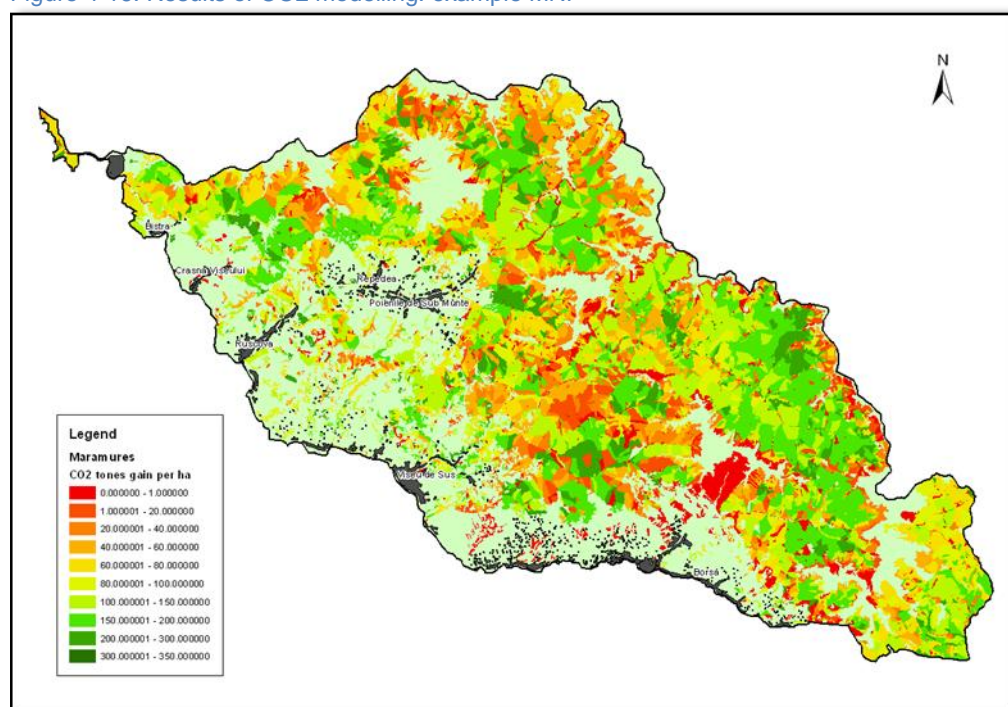 N
Bistra
Crasna Viseului
Repedea
Poienile de Sub Munte
Ruscova
Viseu de Sus
Borsa
Legend
Maramures
CO2 tones gain per ha
0.000000 - 1.000000
1.000001 - 20.000000
20.000001 - 40.000000
40.000001 - 60.000000
60.000001 - 80.000000
80.000001 - 100.000000
100.000001 - 150.000000
150.000001 - 200.000000
200.000001 - 300.000000
300.000001 - 350.000000